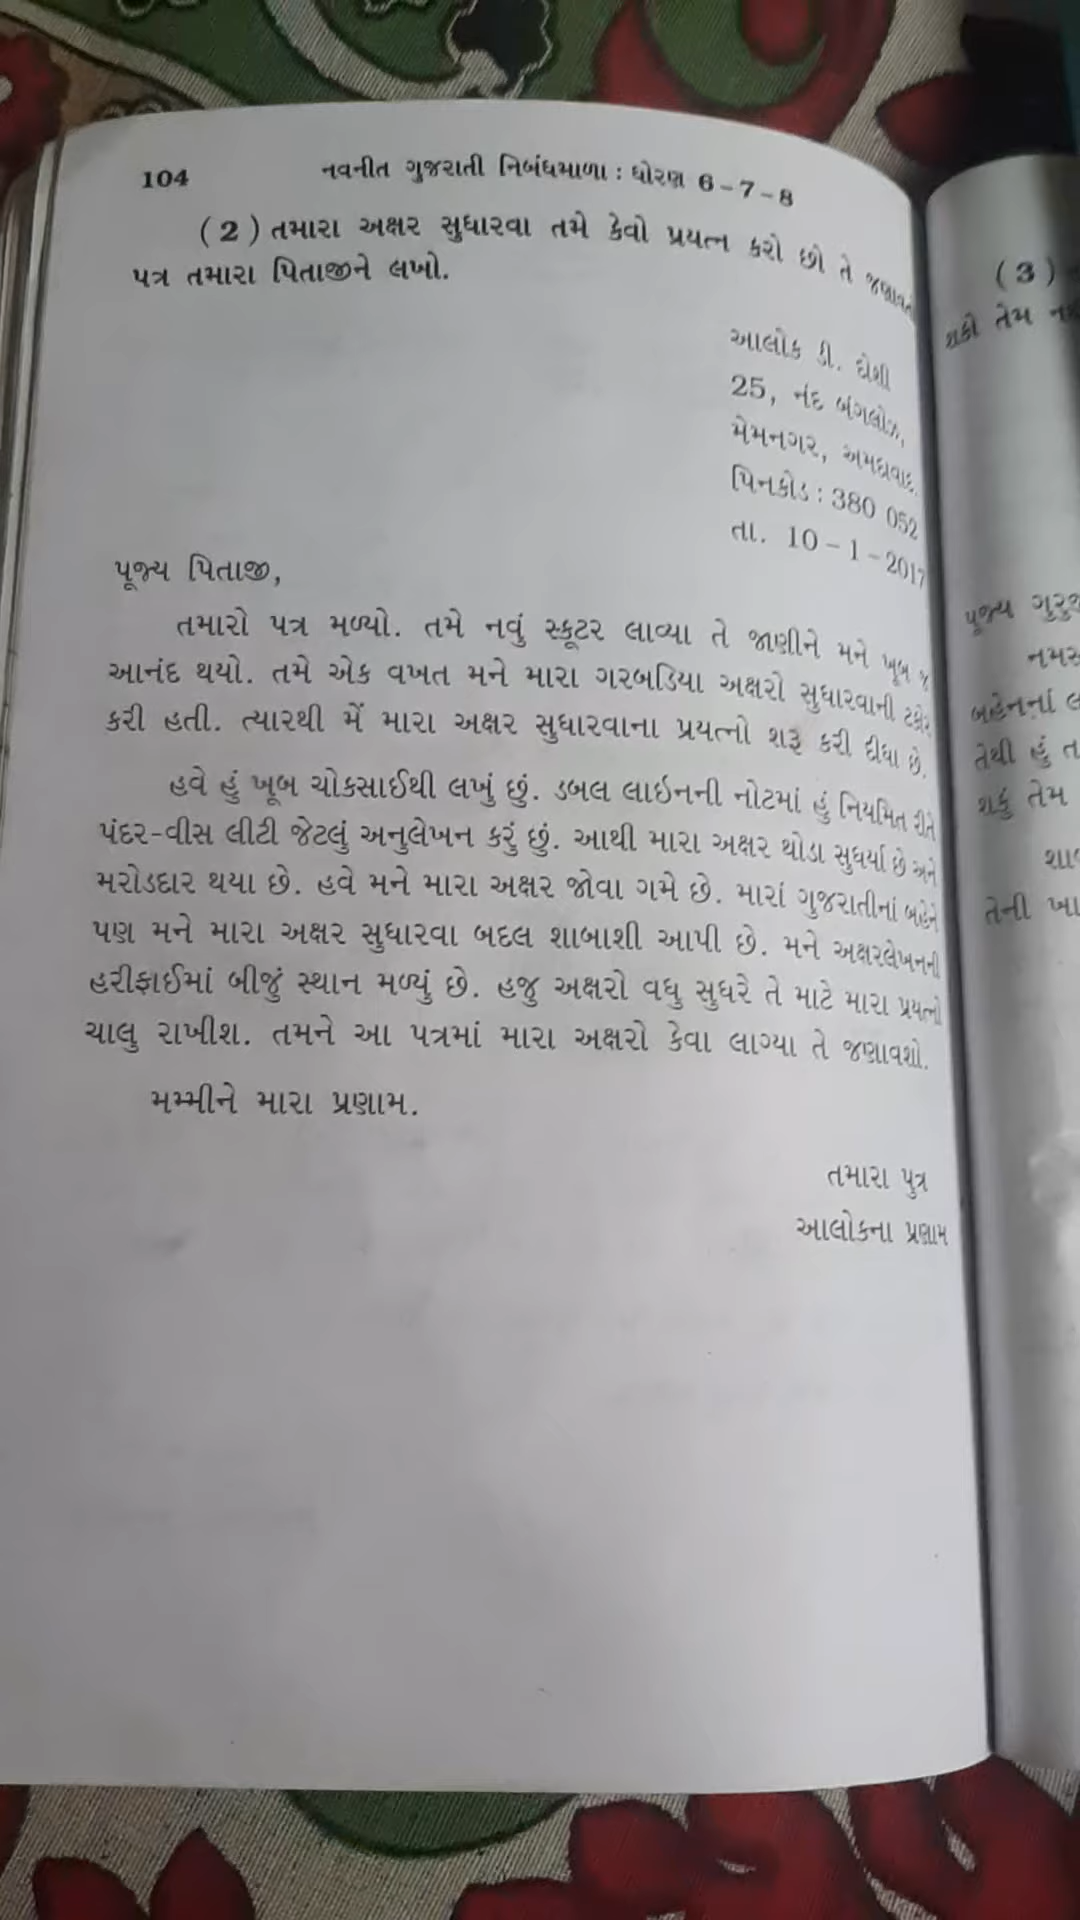 104 નવનીત ગુજરાતી નિબંધમાળા : ધોરણ 6 – 7 – 8
( 2 ) તમારા અક્ષર સુધારવા તમે કેવો પ્રયત્ન કરો છો તે જણાવતો
પત્ર તમારા પિતાજીને લખો.
આલોક ડી. દોશી
25, નંદ બંગલોઝ,
મેમનગર, અમદાવાદ.
પિનકોડ : 380 052
તા. 10 – 1 – 2017
પૂજ્ય પિતાજી,
તમારો પત્ર મળ્યો. તમે નવું સ્કૂટર લાવ્યા તે જાણીને મને ખૂબ જ
આનંદ થયો. તમે એક વખત મને મારા ગરબડિયા અક્ષરો સુધારવાની ટકોર
કરી હતી. ત્યારથી મેં મારા અક્ષર સુધારવાના પ્રયત્નો શરૂ કરી દીધા છે.
હવે હું ખૂબ ચોકસાઈથી લખું છું. ડબલ લાઇનની નોટમાં હું નિયમિત રીતે
પંદર-વીસ લીટી જેટલું અનુલેખન કરું છું. આથી મારા અક્ષર થોડા સુધર્યા છે અને
મરોડદાર થયા છે. હવે મને મારા અક્ષર જોવા ગમે છે. મારાં ગુજરાતીનાં બહેને
પણ મને મારા અક્ષર સુધારવા બદલ શાબાશી આપી છે. મને અક્ષરલેખનની
હરીફાઈમાં બીજું સ્થાન મળ્યું છે. હજુ અક્ષરો વધુ સુધરે તે માટે મારા પ્રયત્નો
ચાલુ રાખીશ. તમને આ પત્રમાં મારા અક્ષરો કેવા લાગ્યા તે જણાવશો.
મમ્મીને મારા પ્રણામ.
તમારા પુત્ર
આલોકના પ્રણામ
( 3 )
શકો તેમ
પૂજ્ય
બહેનનાં
તેથી હું
શકું તેમ
તેની